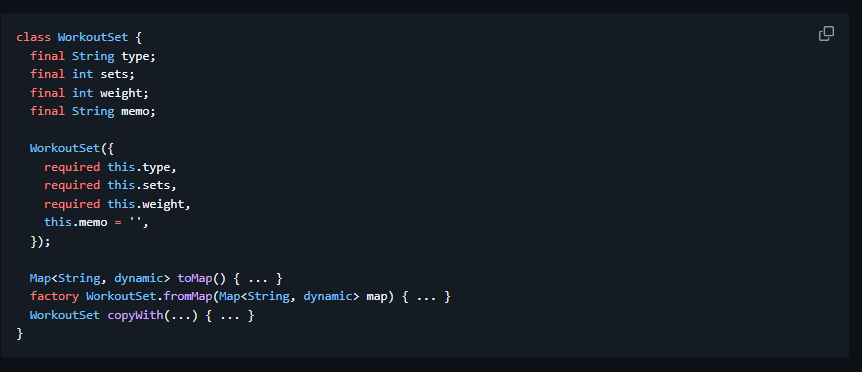 class WorkoutSet {
  final String type;
  final int sets;
  final int weight;
  final String memo;

  WorkoutSet({
    required this.type,
    required this.sets,
    required this.weight,
    this.memo = '',
  });

  Map<String, dynamic> toMap() { ... }
  factory WorkoutSet.fromMap(Map<String, dynamic> map) { ... }
  WorkoutSet copyWith(...) { ... }
}